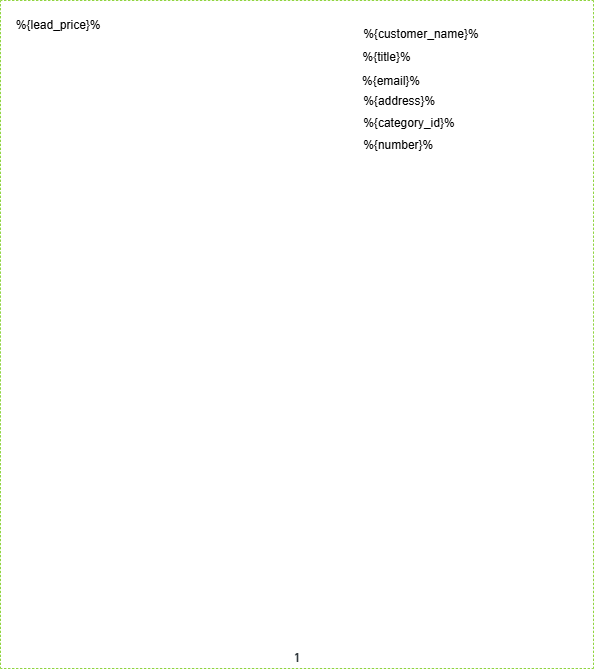 %{lead_price}%
%{customer_name}%
%{title}%
%{email}%
%{address}%
%{category_id}%
%{number}%
1